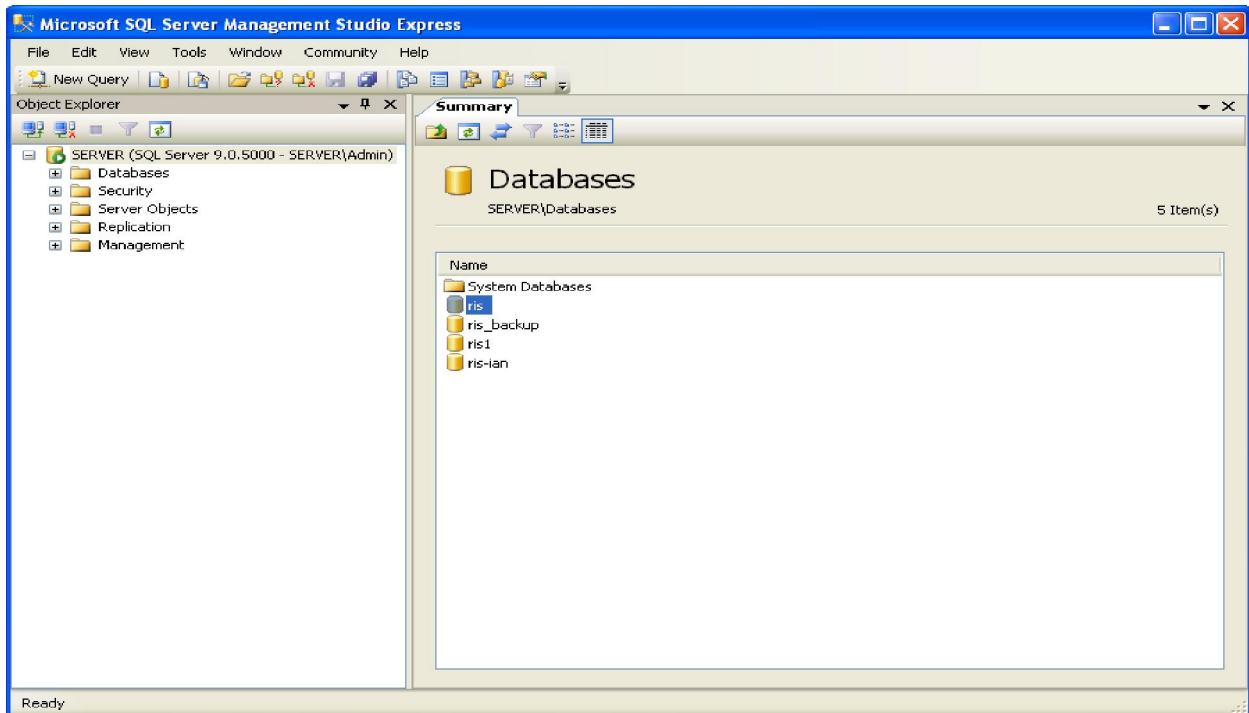 Microsoft SQL Server Management Studio Express
File Edit View Tools Window Community Help
New Query
Object Explorer
SERVER (SQL Server 9.0.5000 - SERVER\Admin)
Databases
Security
Server Objects
Replication
Management
Summary
Databases
SERVER\Databases
5 Item(s)
Name
System Databases
ris
ris_backup
ris1
ris-ian
Ready